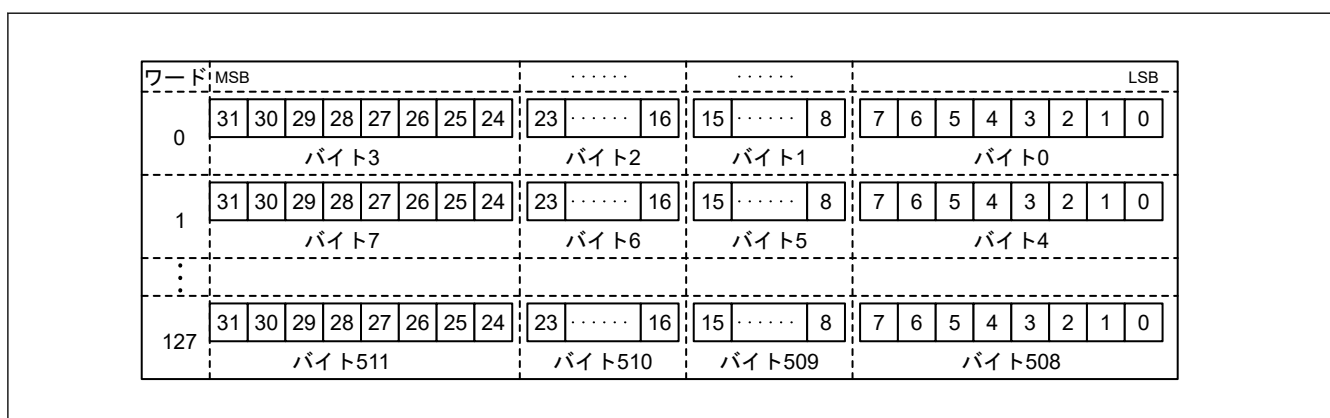 ワード MSB ······ ······ LSB
0 31 30 29 28 27 26 25 24 23 ······ 16 15 ······ 8 7 6 5 4 3 2 1 0
バイト3 バイト2 バイト1 バイト0
1 31 30 29 28 27 26 25 24 23 ······ 16 15 ······ 8 7 6 5 4 3 2 1 0
バイト7 バイト6 バイト5 バイト4
⋮
127 31 30 29 28 27 26 25 24 23 ······ 16 15 ······ 8 7 6 5 4 3 2 1 0
バイト511 バイト510 バイト509 バイト508